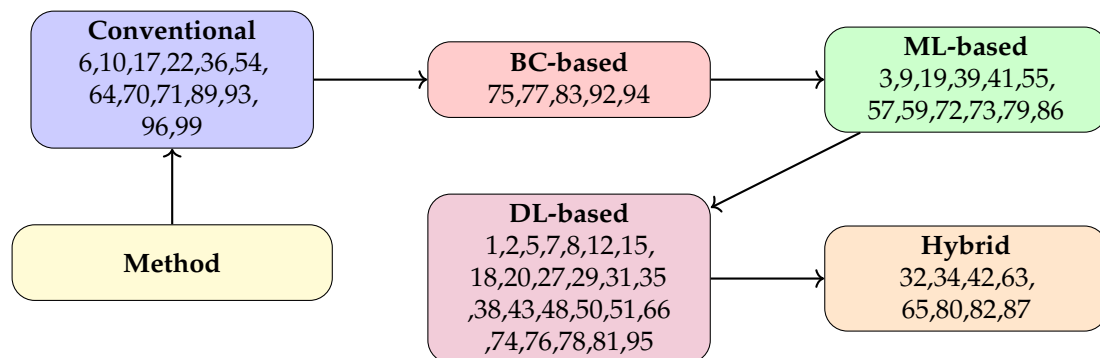 Conventional
6,10,17,22,36,54,
64,70,71,89,93,
96,99
BC-based
75,77,83,92,94
ML-based
3,9,19,39,41,55,
57,59,72,73,79,86
Method
DL-based
1,2,5,7,8,12,15,
18,20,27,29,31,35
,38,43,48,50,51,66
,74,76,78,81,95
Hybrid
32,34,42,63,
65,80,82,87